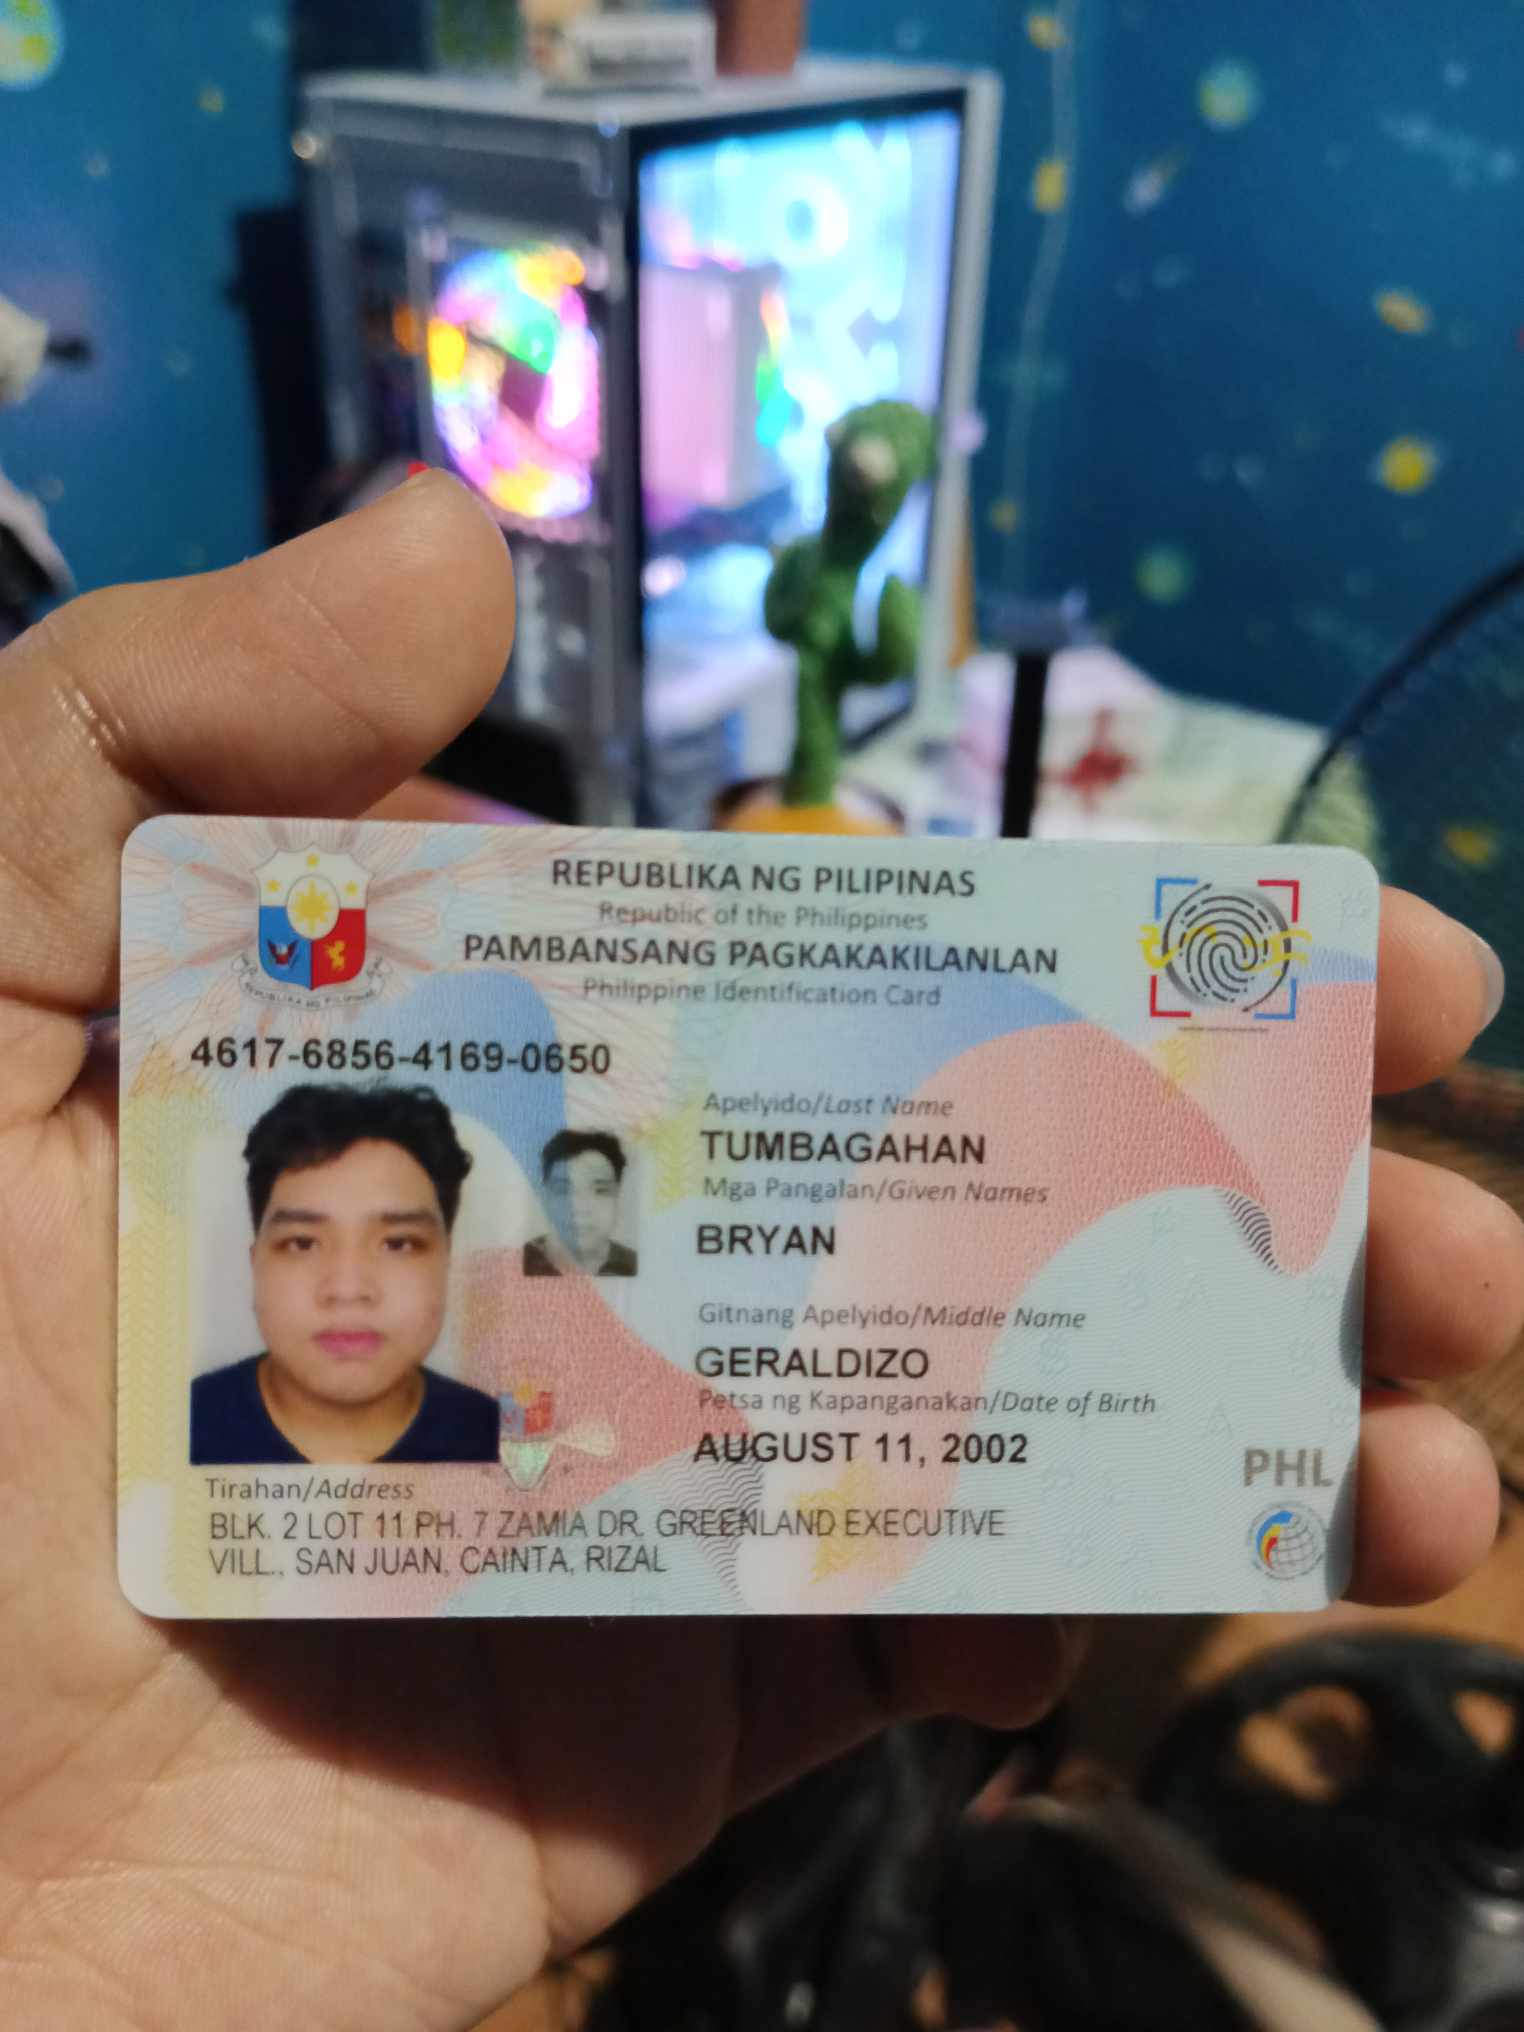 REPUBLIKA NG PILIPINAS
Republic of the Philippines
PAMBANSANG PAGKAKAKILANLAN
Philippine Identification Card
REPUBLIKA NG PILIPINAS
4617-6856-4169-0650
Apelyido/Last Name
TUMBAGAHAN
Mga Pangalan/Given Names
BRYAN
Gitnang Apelyido/Middle Name
GERALDIZO
Petsa ng Kapanganakan/Date of Birth
AUGUST 11, 2002
PHL
Tirahan/Address
BLK. 2 LOT 11 PH. 7 ZAMIA DR. GREENLAND EXECUTIVE
VILL., SAN JUAN, CAINTA, RIZAL